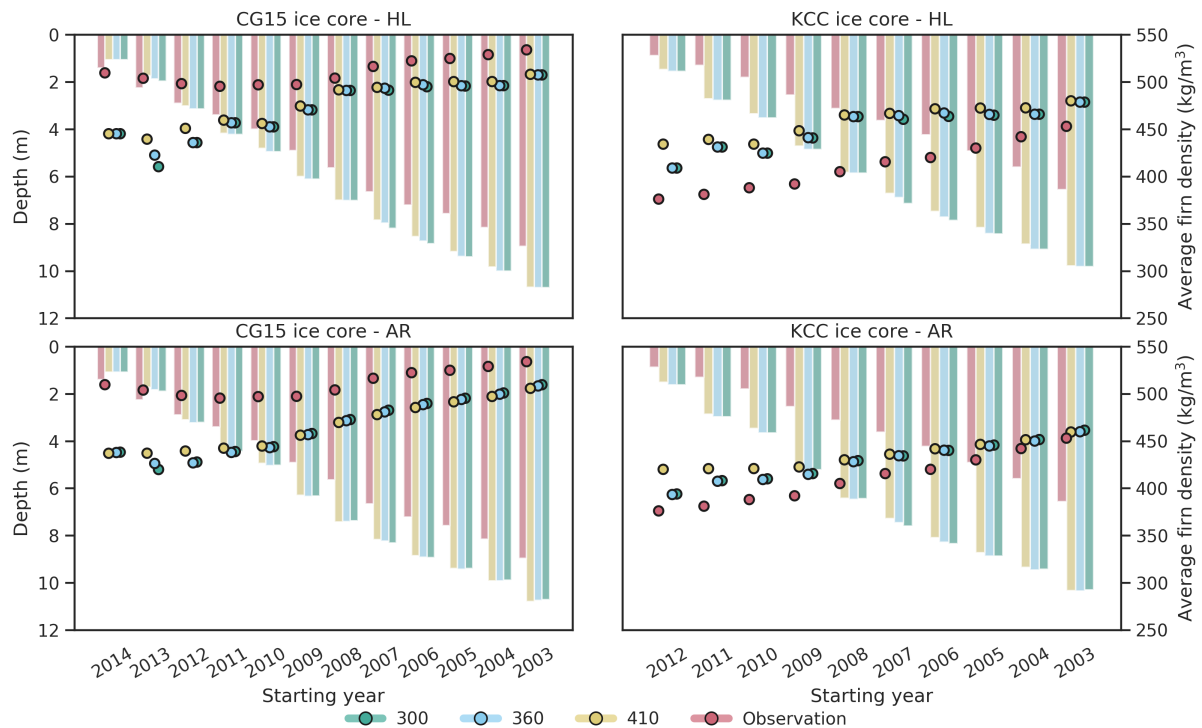 CG15 ice core - HL
KCC ice core - HL
0
2
4
6
8
10
12
Depth (m)
550
500
450
400
350
300
250
Average firn density (kg/m³)
CG15 ice core - AR
KCC ice core - AR
0
2
4
6
8
10
12
Depth (m)
550
500
450
400
350
300
250
Average firn density (kg/m³)
2014 2013 2012 2011 2010 2009 2008 2007 2006 2005 2004 2003
2012 2011 2010 2009 2008 2007 2006 2005 2004 2003
Starting year
Starting year
300 360 410 Observation